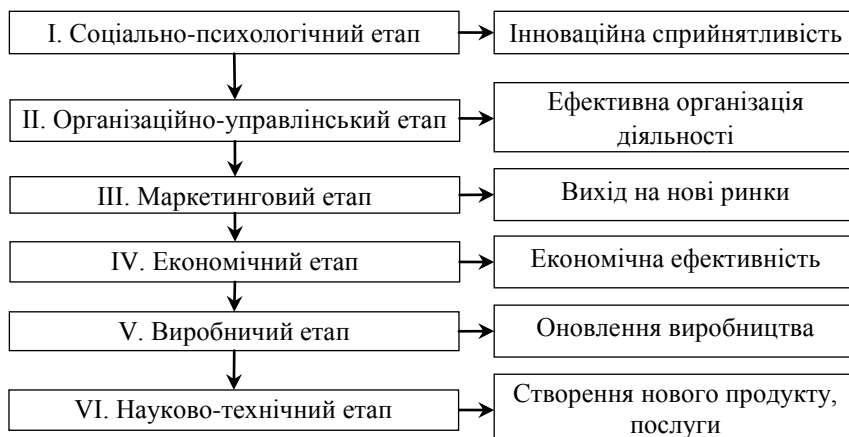 I. Соціально-психологічний етап
Інноваційна сприйнятливість
II. Організаційно-управлінський етап
Ефективна організація
діяльності
III. Маркетинговий етап
Вихід на нові ринки
IV. Економічний етап
Економічна ефективність
V. Виробничий етап
Оновлення виробництва
VI. Науково-технічний етап
Створення нового продукту,
послуги